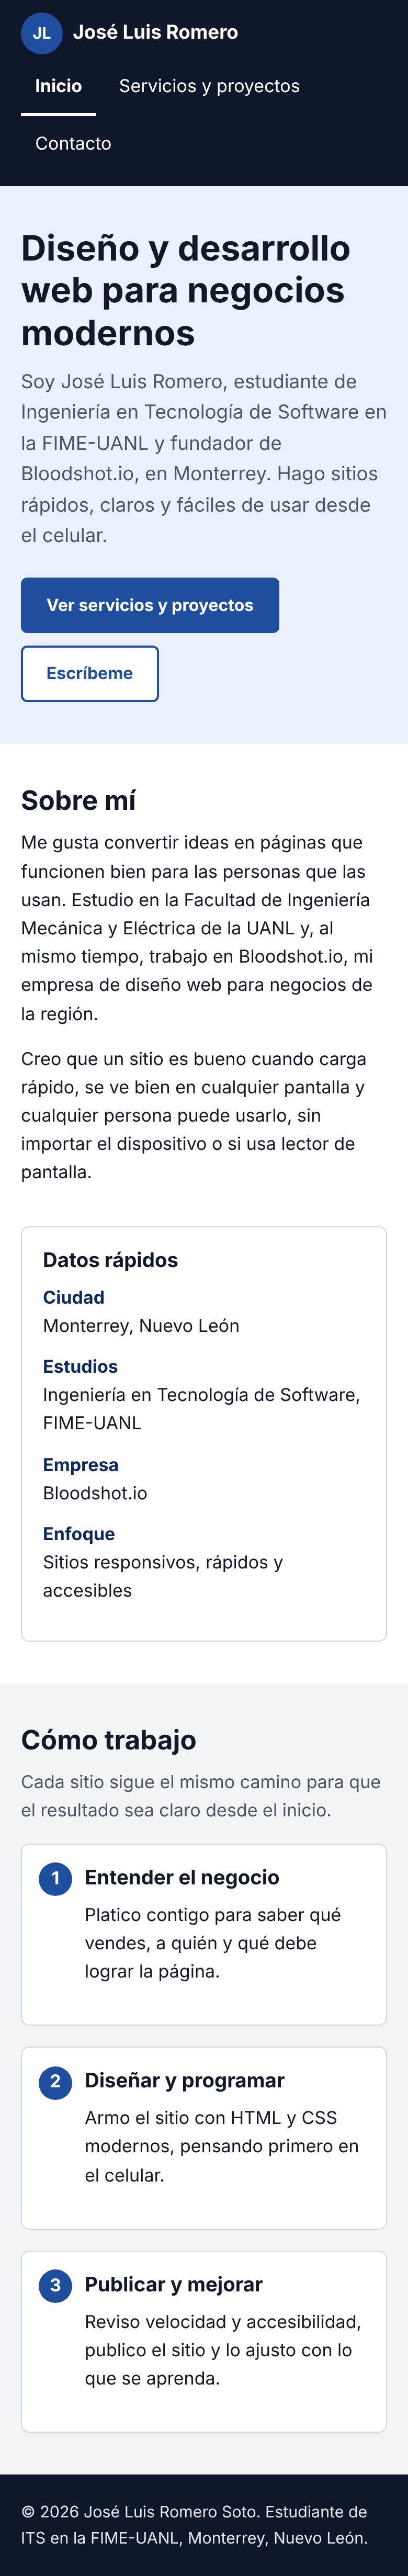 JL
José Luis Romero
Inicio
Servicios y proyectos
Contacto
Diseño y desarrollo
web para negocios
modernos
Soy José Luis Romero, estudiante de
Ingeniería en Tecnología de Software en
la FIME-UANL y fundador de
Bloodshot.io, en Monterrey. Hago sitios
rápidos, claros y fáciles de usar desde
el celular.
Ver servicios y proyectos
Escríbeme
Sobre mí
Me gusta convertir ideas en páginas que
funcionen bien para las personas que las
usan. Estudio en la Facultad de Ingeniería
Mecánica y Eléctrica de la UANL y, al
mismo tiempo, trabajo en Bloodshot.io, mi
empresa de diseño web para negocios de
la región.
Creo que un sitio es bueno cuando carga
rápido, se ve bien en cualquier pantalla y
cualquier persona puede usarlo, sin
importar el dispositivo o si usa lector de
pantalla.
Datos rápidos
Ciudad
Monterrey, Nuevo León
Estudios
Ingeniería en Tecnología de Software,
FIME-UANL
Empresa
Bloodshot.io
Enfoque
Sitios responsivos, rápidos y
accesibles
Cómo trabajo
Cada sitio sigue el mismo camino para que
el resultado sea claro desde el inicio.
1 Entender el negocio
Platico contigo para saber qué
vendes, a quién y qué debe
lograr la página.
2 Diseñar y programar
Armo el sitio con HTML y CSS
modernos, pensando primero en
el celular.
3 Publicar y mejorar
Reviso velocidad y accesibilidad,
publico el sitio y lo ajusto con lo
que se aprenda.
© 2026 José Luis Romero Soto. Estudiante de
ITS en la FIME-UANL, Monterrey, Nuevo León.